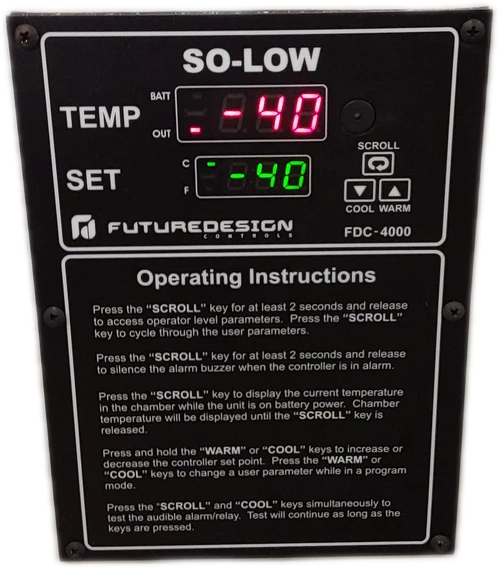 SO-LOW
BATT
TEMP
-40
OUT
SCROLL
C
SET
-40
F
COOL WARM
FUTUREDESIGN
CONTROLS
FDC-4000
Operating Instructions
Press the “SCROLL” key for at least 2 seconds and release
to access operator level parameters. Press the “SCROLL”
key to cycle through the user parameters.
Press the “SCROLL” key for at least 2 seconds and release
to silence the alarm buzzer when the controller is in alarm.
Press the “SCROLL” key to display the current temperature
in the chamber while the unit is on battery power. Chamber
temperature will be displayed until the “SCROLL” key is
released.
Press and hold the “WARM” or “COOL” keys to increase or
decrease the controller set point. Press the “WARM” or
“COOL” keys to change a user parameter while in a program
mode.
Press the “SCROLL” and “COOL” keys simultaneously to
test the audible alarm/relay. Test will continue as long as the
keys are pressed.